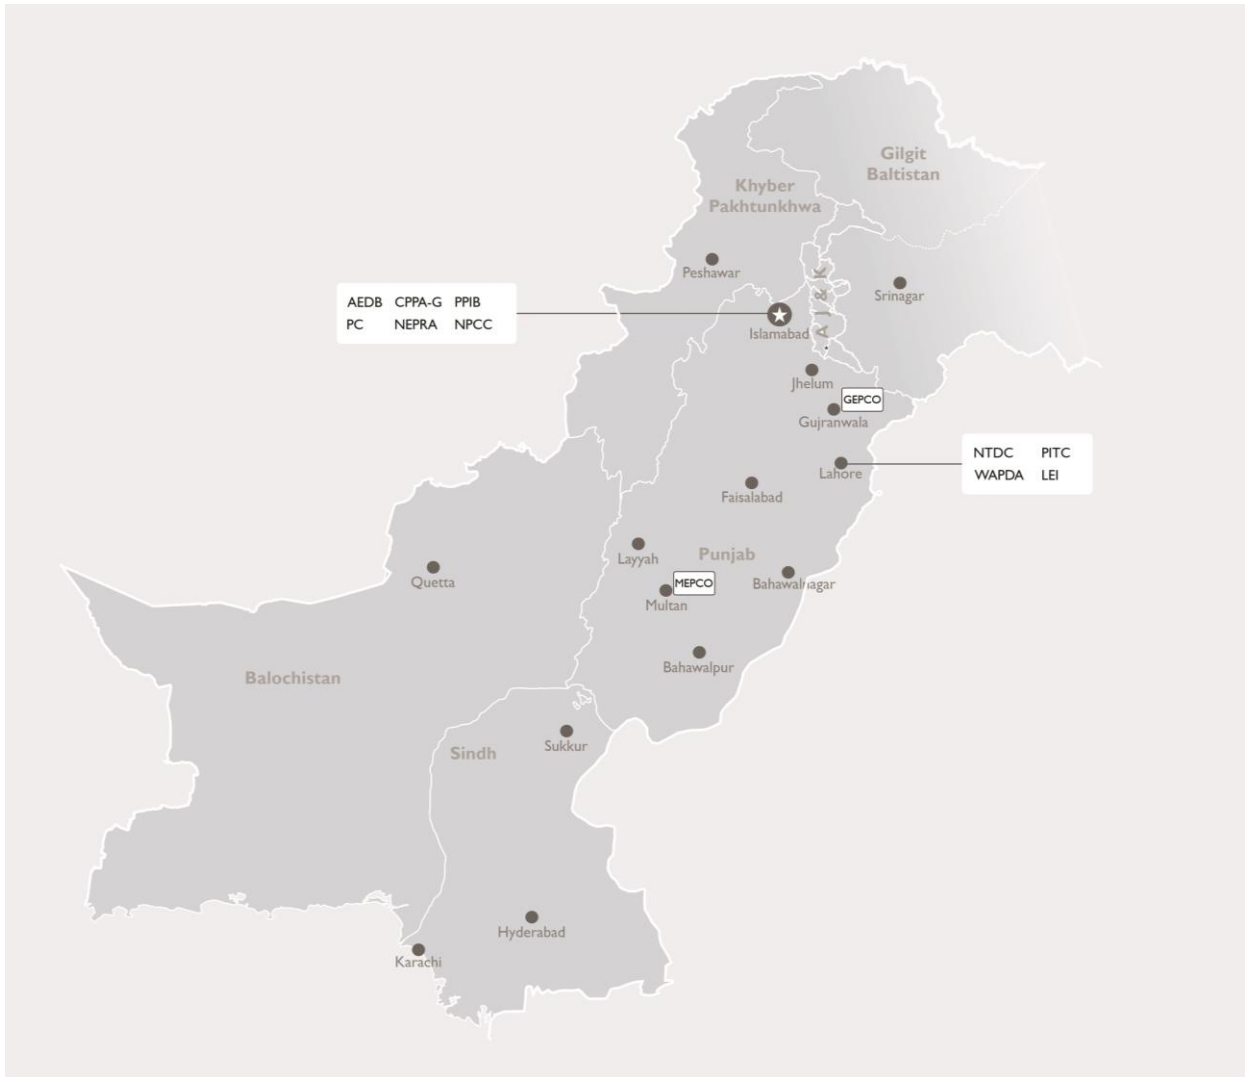 Gilgit
Baltistan
Khyber
Pakhtunkhwa
Peshawar
A J & K
Srinagar
AEDB CPPA-G PPIB
PC NEPRA NPCC
Islamabad
Jhelum
GEPCO
Gujranwala
NTDC PITC
WAPDA LEI
Lahore
Faisalabad
Layyah
Punjab
Quetta
MEPCO
Bahawalnagar
Multan
Bahawalpur
Balochistan
Sukkur
Sindh
Hyderabad
Karachi